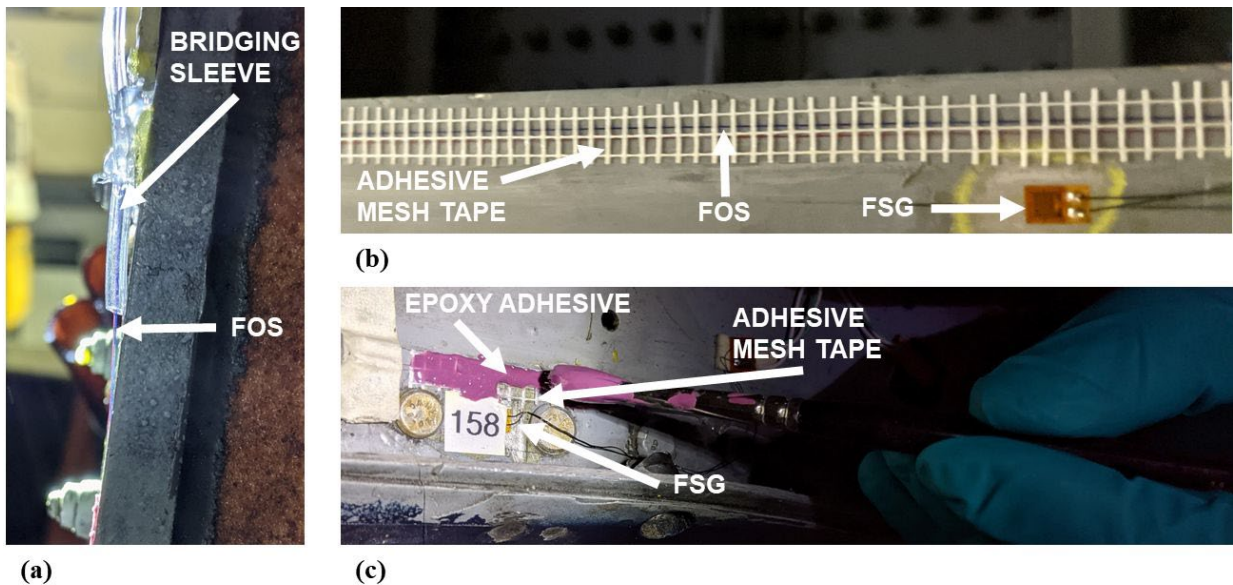 BRIDGING
SLEEVE
FOS
(a)
ADHESIVE
MESH TAPE
FOS
FSG
(b)
EPOXY ADHESIVE
ADHESIVE
MESH TAPE
158
FSG
(c)